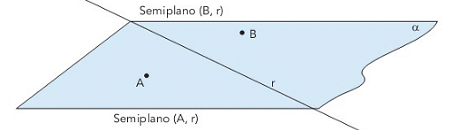 Semiplano (B, r)
α
B
A
r
Semiplano (A, r)